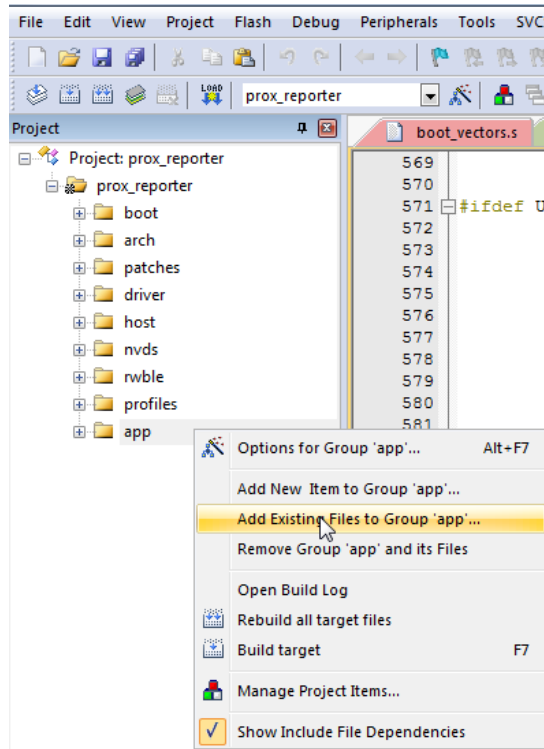 File Edit View Project Flash Debug Peripherals Tools SVC
LOAD prox_reporter
Project
boot_vectors.s
Project: prox_reporter
prox_reporter
boot
arch
patches
driver
host
nvds
rwble
profiles
app
569
570
571 #ifdef U
572
573
574
575
576
577
578
579
580
581
Options for Group 'app'... Alt+F7
Add New Item to Group 'app'...
Add Existing Files to Group 'app'...
Remove Group 'app' and its Files
Open Build Log
Rebuild all target files
Build target F7
Manage Project Items...
Show Include File Dependencies